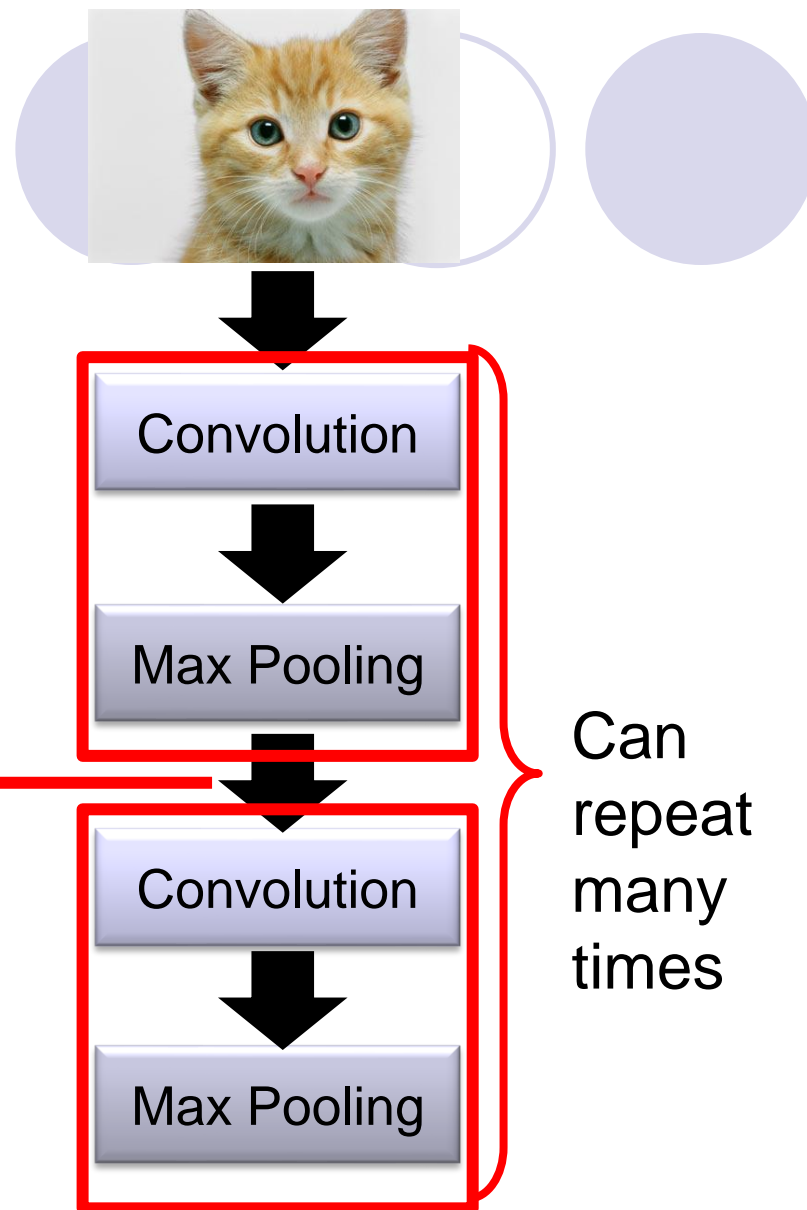 Convolution
Max Pooling
Can
repeat
many
times
Convolution
Max Pooling